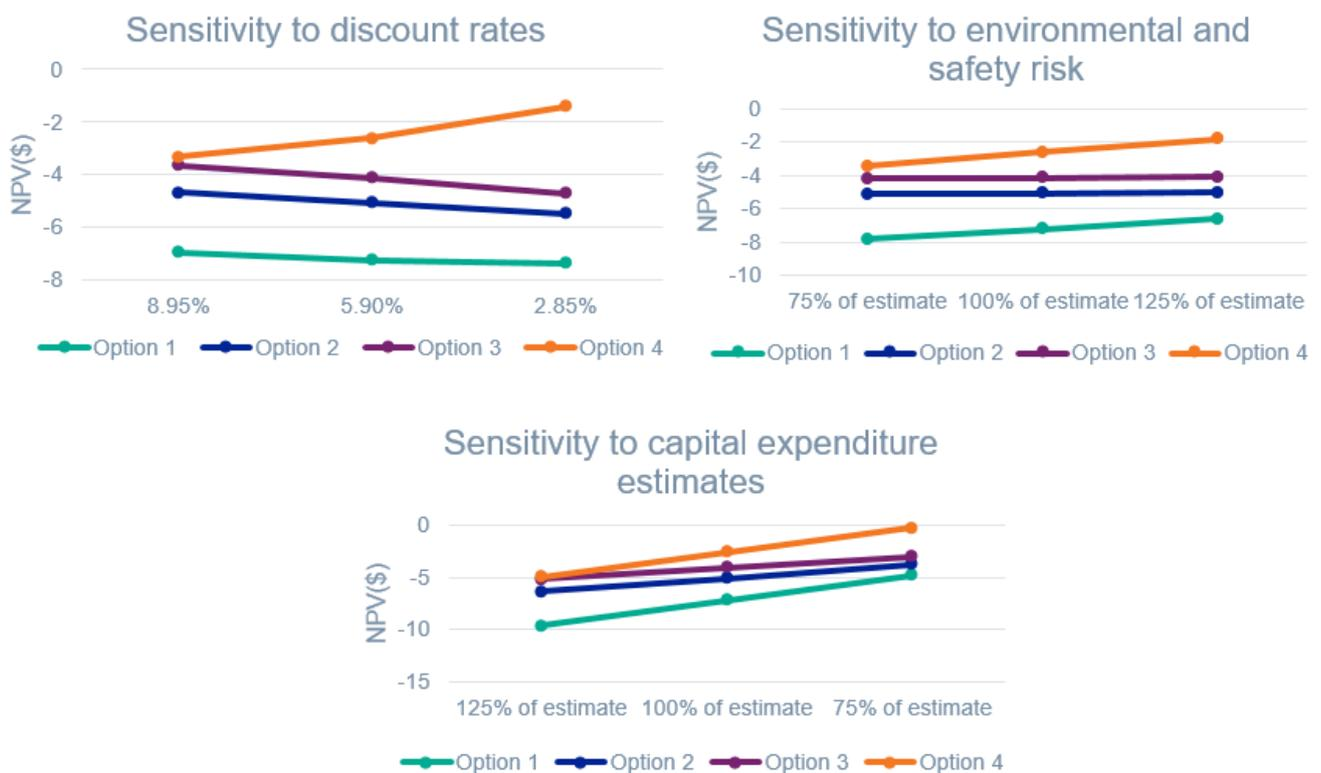 Sensitivity to discount rates
0
-2
-4
-6
-8
NPV($)
8.95% 5.90% 2.85%
Option 1 Option 2 Option 3 Option 4
Sensitivity to environmental and
safety risk
0
-2
-4
-6
-8
-10
NPV($)
75% of estimate 100% of estimate 125% of estimate
Option 1 Option 2 Option 3 Option 4
Sensitivity to capital expenditure
estimates
0
-5
-10
-15
NPV($)
125% of estimate 100% of estimate 75% of estimate
Option 1 Option 2 Option 3 Option 4